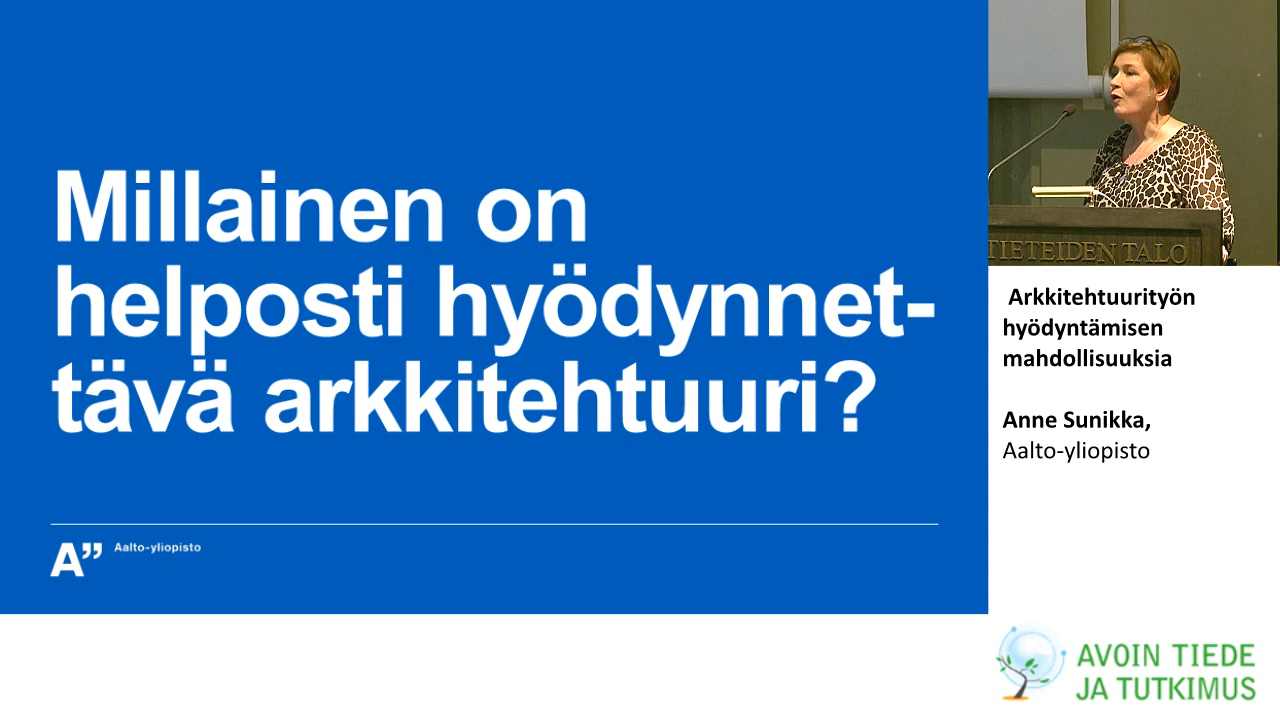 Millainen on
helposti hyödynnet-
tävä arkkitehtuuri?
A”
Aalto-yliopisto
TIETEIDEN TALO
Arkkitehtuurityön
hyödyntämisen
mahdollisuuksia
Anne Sunikka,
Aalto-yliopisto
AVOIN TIEDE
JA TUTKIMUS